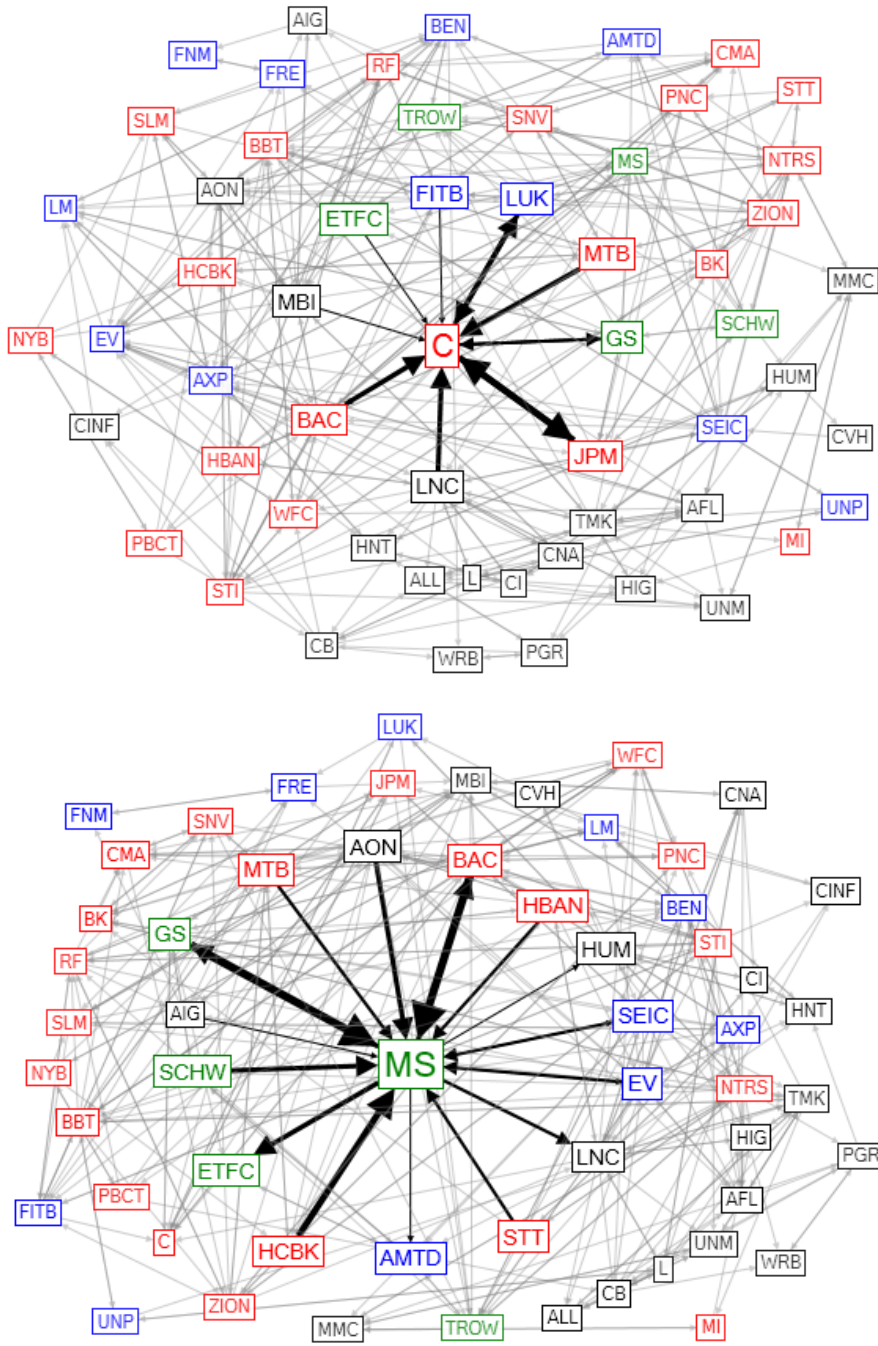 AIG
BEN
AMTD
FNM
CMA
FRE
RF
STT
PNC
SLM
TROW
SNV
BBT
MS
NTRS
AON
FITB
LUK
LM
ZION
ETFC
MTB
BK
HCBK
MMC
MBI
SCHW
NYB
EV
C
GS
AXP
HUM
BAC
CINF
SEIC
CVH
HBAN
JPM
LNC
UNP
WFC
TMK
AFL
PBCT
HNT
CNA
MI
ALL
L
CI
STI
HIG
UNM
CB
WRB
PGR
LUK
WFC
FRE
JPM
MBI
CVH
CNA
FNM
SNV
LM
CMA
MTB
AON
BAC
PNC
CINF
BK
GS
HBAN
BEN
RF
HUM
STI
CI
AIG
SLM
SEIC
HNT
AXP
MS
NYB
SCHW
EV
NTRS
TMK
BBT
HIG
ETFC
LNC
PGR
PBCT
AFL
FITB
C
HCBK
AMTD
STT
UNM
L
WRB
CB
UNP
ZION
ALL
MMC
TROW
MI